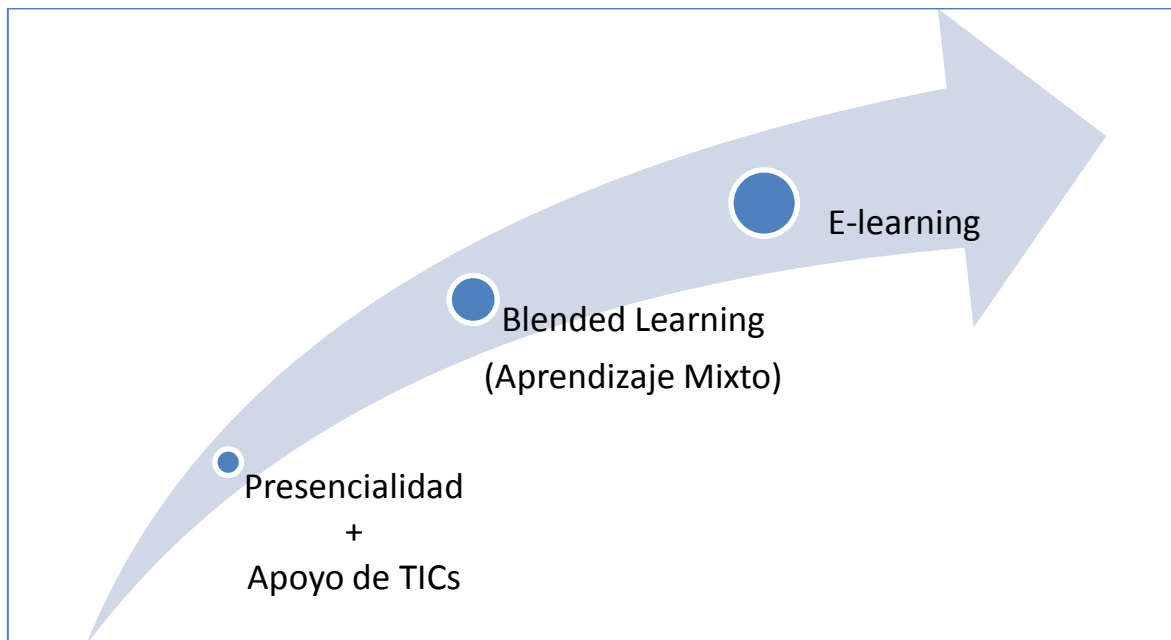 E-learning
Blended Learning
(Aprendizaje Mixto)
Presencialidad
+
Apoyo de TICs